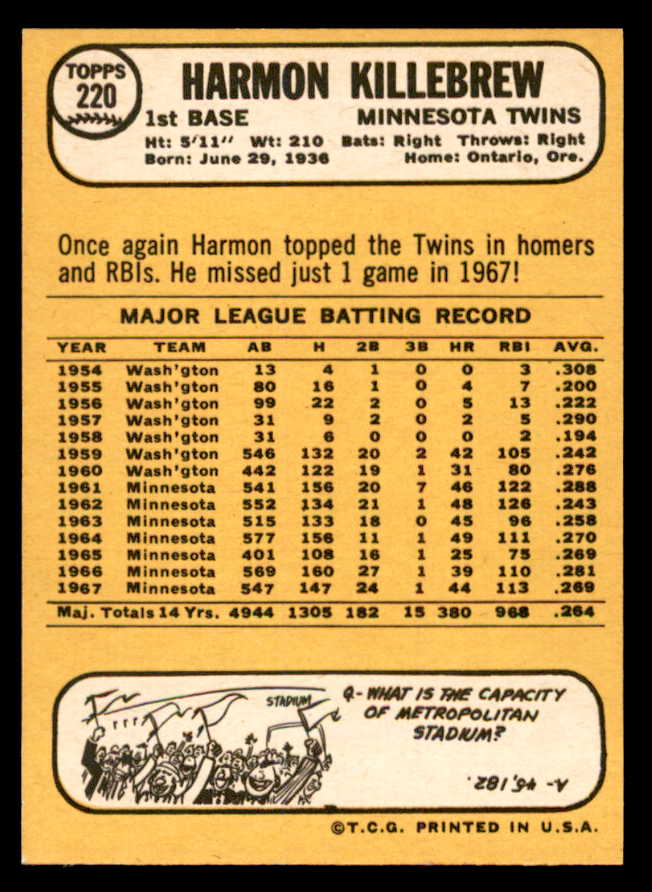 TOPPS
220
HARMON KILLEBREW
1st BASE MINNESOTA TWINS
Ht: 5'11" Wt: 210 Bats: Right Throws: Right
Born: June 29, 1936 Home: Ontario, Ore.
Once again Harmon topped the Twins in homers
and RBIs. He missed just 1 game in 1967!
MAJOR LEAGUE BATTING RECORD
YEAR TEAM AB H 2B 3B HR RBI AVG.
1954 Wash'gton 13 4 1 0 0 3 .308
1955 Wash'gton 80 16 1 0 4 7 .200
1956 Wash'gton 99 22 2 0 5 13 .222
1957 Wash'gton 31 9 2 0 2 5 .290
1958 Wash'gton 31 6 0 0 0 2 .194
1959 Wash'gton 546 132 20 2 42 105 .242
1960 Wash'gton 442 122 19 1 31 80 .276
1961 Minnesota 541 156 20 7 46 122 .288
1962 Minnesota 552 134 21 1 48 126 .243
1963 Minnesota 515 133 18 0 45 96 .258
1964 Minnesota 577 156 11 1 49 111 .270
1965 Minnesota 401 108 16 1 25 75 .269
1966 Minnesota 569 160 27 1 39 110 .281
1967 Minnesota 547 147 24 1 44 113 .269
Maj. Totals 14 Yrs. 4944 1305 182 15 380 968 .264
STADIUM
Q-WHAT IS THE CAPACITY
OF METROPOLITAN
STADIUM?
A- 45,182.
©T.C.G. PRINTED IN U.S.A.